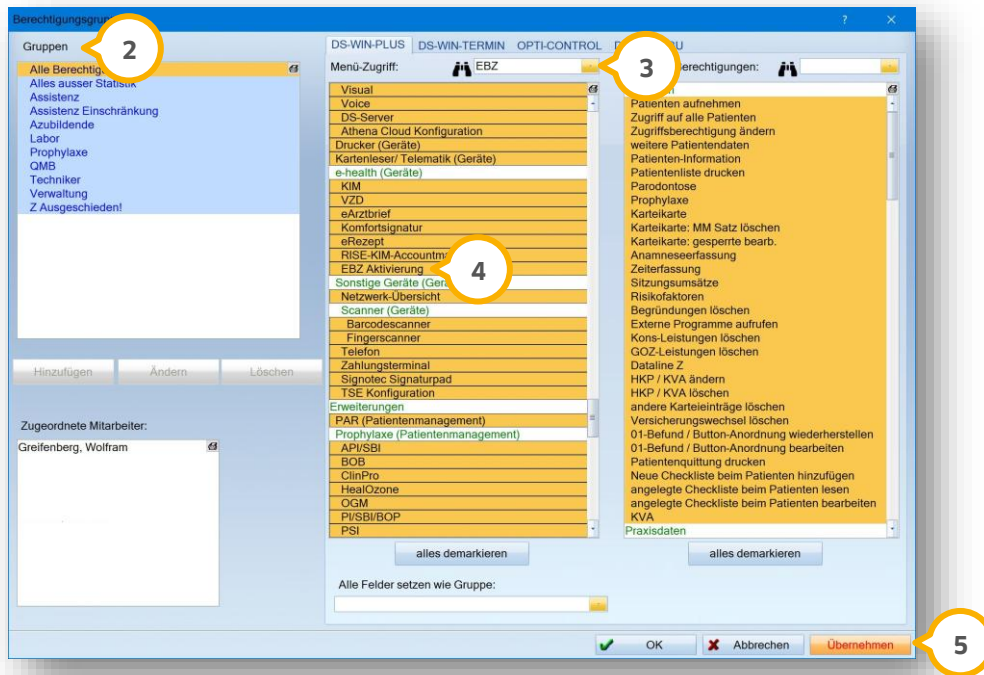 Berechtigungsgru
?
Gruppen
2
Alle Berechtig
Alles ausser Statistik
Assistenz
Assistenz Einschränkung
Azubildende
Labor
Prophylaxe
QMB
Techniker
Verwaltung
Z Ausgeschieden!
Hinzufügen Ändern Löschen
Zugeordnete Mitarbeiter:
Greifenberg, Wolfram
DS-WIN-PLUS DS-WIN-TERMIN OPTI-CONTROL D U
Menü-Zugriff: EBZ
3
Visual
Voice
DS-Server
Athena Cloud Konfiguration
Drucker (Geräte)
Kartenleser/ Telematik (Geräte)
e-health (Geräte)
KIM
VZD
eArztbrief
Komfortsignatur
eRezept
RISE-KIM-Accountm
EBZ Aktivierung
4
Sonstige Geräte (Ger
Netzwerk-Übersicht
Scanner (Geräte)
Barcodescanner
Fingerscanner
Telefon
Zahlungsterminal
Signotec Signaturpad
TSE Konfiguration
Erweiterungen
PAR (Patientenmanagement)
Prophylaxe (Patientenmanagement)
API/SBI
BOB
ClinPro
HealOzone
OGM
PI/SBI/BOP
PSI
alles demarkieren
Alle Felder setzen wie Gruppe:
erechtigungen:
Patienten aufnehmen
Zugriff auf alle Patienten
Zugriffsberechtigung ändern
weitere Patientendaten
Patienten-Information
Patientenliste drucken
Parodontose
Prophylaxe
Karteikarte
Karteikarte: MM Satz löschen
Karteikarte: gesperrte bearb.
Anamneseerfassung
Zeiterfassung
Sitzungsumsätze
Risikofaktoren
Begründungen löschen
Externe Programme aufrufen
Kons-Leistungen löschen
GOZ-Leistungen löschen
Dataline Z
HKP / KVA ändern
HKP / KVA löschen
andere Karteieinträge löschen
Versicherungswechsel löschen
01-Befund / Button-Anordnung wiederherstellen
01-Befund / Button-Anordnung bearbeiten
Patientenquittung drucken
Neue Checkliste beim Patienten hinzufügen
angelegte Checkliste beim Patienten lesen
angelegte Checkliste beim Patienten bearbeiten
KVA
Praxisdaten
alles demarkieren
OK Abbrechen Übernehmen
5